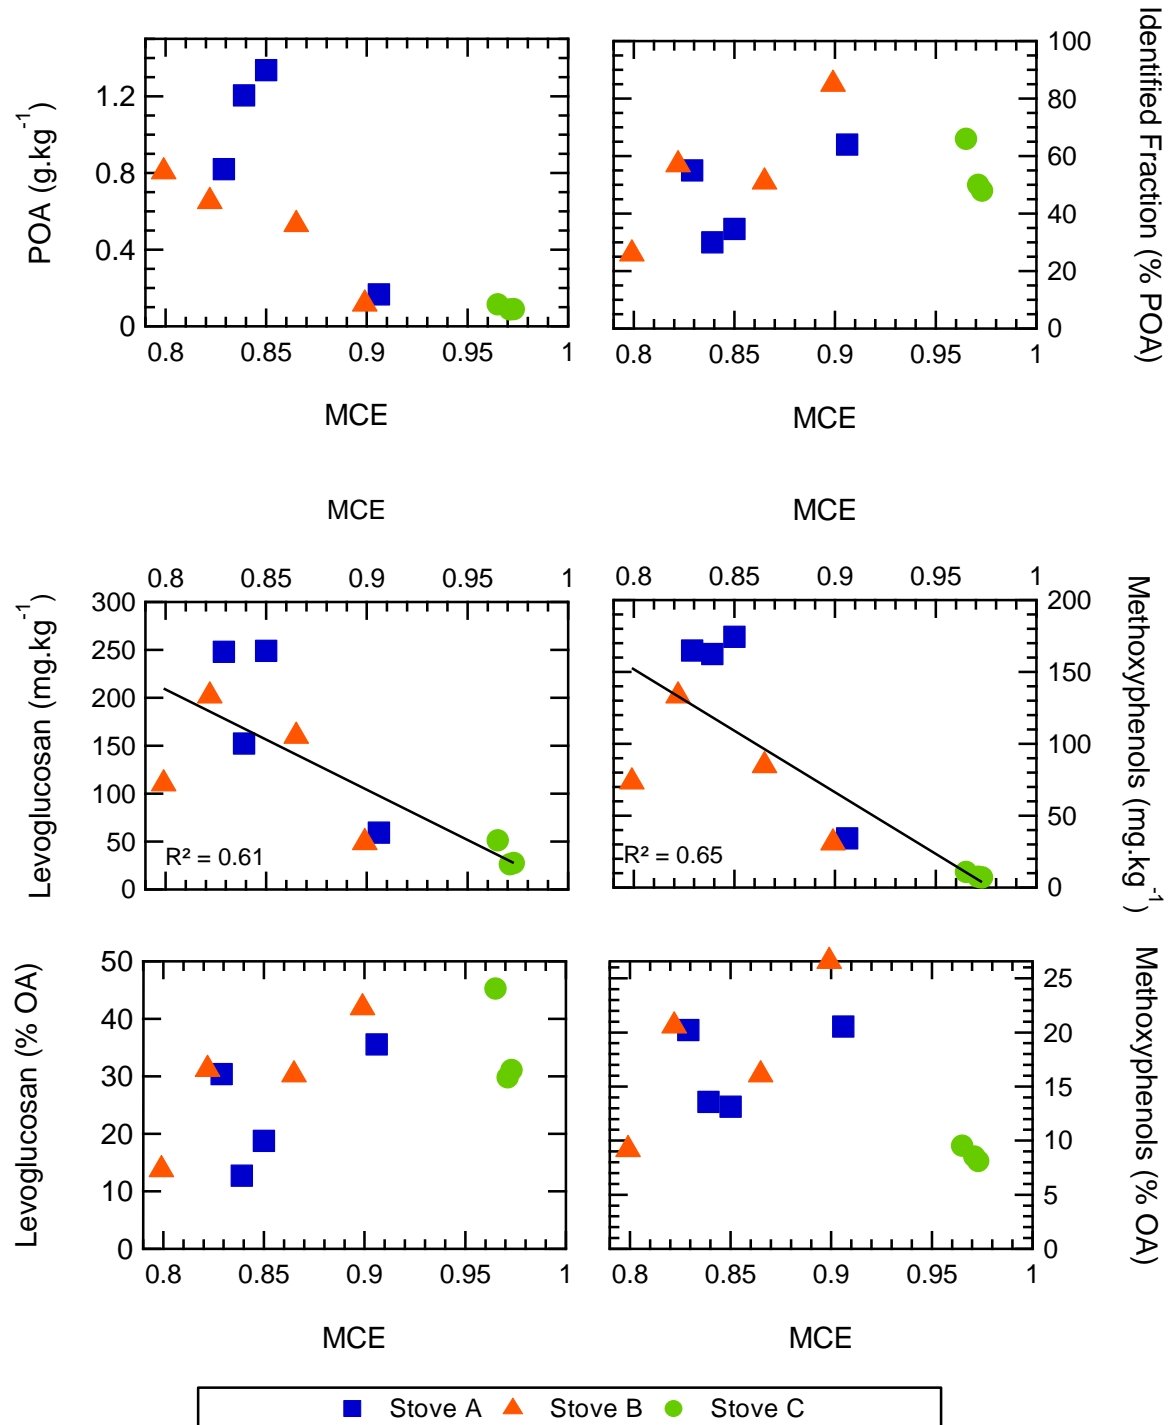 POA (g.kg-1)
1.2
0.8
0.4
0
0.8 0.85 0.9 0.95 1
MCE
Identified Fraction (% POA)
100
80
60
40
20
0
0.8 0.85 0.9 0.95 1
MCE
MCE
0.8 0.85 0.9 0.95 1
Levoglucosan (mg.kg-1)
300
250
200
150
100
50
0
R² = 0.61
MCE
0.8 0.85 0.9 0.95 1
Methoxyphenols (mg.kg-1)
200
150
100
50
0
R² = 0.65
Levoglucosan (% OA)
50
40
30
20
10
0
0.8 0.85 0.9 0.95 1
MCE
Methoxyphenols (% OA)
25
20
15
10
5
0
0.8 0.85 0.9 0.95 1
MCE
Stove A Stove B Stove C